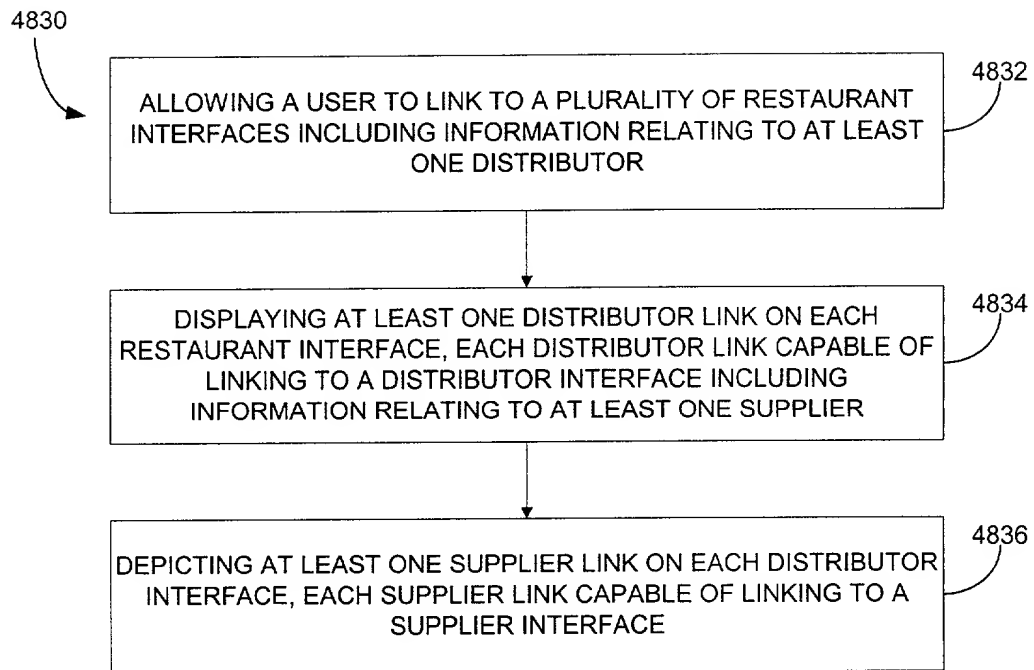 4830
4832
ALLOWING A USER TO LINK TO A PLURALITY OF RESTAURANT
INTERFACES INCLUDING INFORMATION RELATING TO AT LEAST
ONE DISTRIBUTOR
4834
DISPLAYING AT LEAST ONE DISTRIBUTOR LINK ON EACH
RESTAURANT INTERFACE, EACH DISTRIBUTOR LINK CAPABLE OF
LINKING TO A DISTRIBUTOR INTERFACE INCLUDING
INFORMATION RELATING TO AT LEAST ONE SUPPLIER
4836
DEPICTING AT LEAST ONE SUPPLIER LINK ON EACH DISTRIBUTOR
INTERFACE, EACH SUPPLIER LINK CAPABLE OF LINKING TO A
SUPPLIER INTERFACE